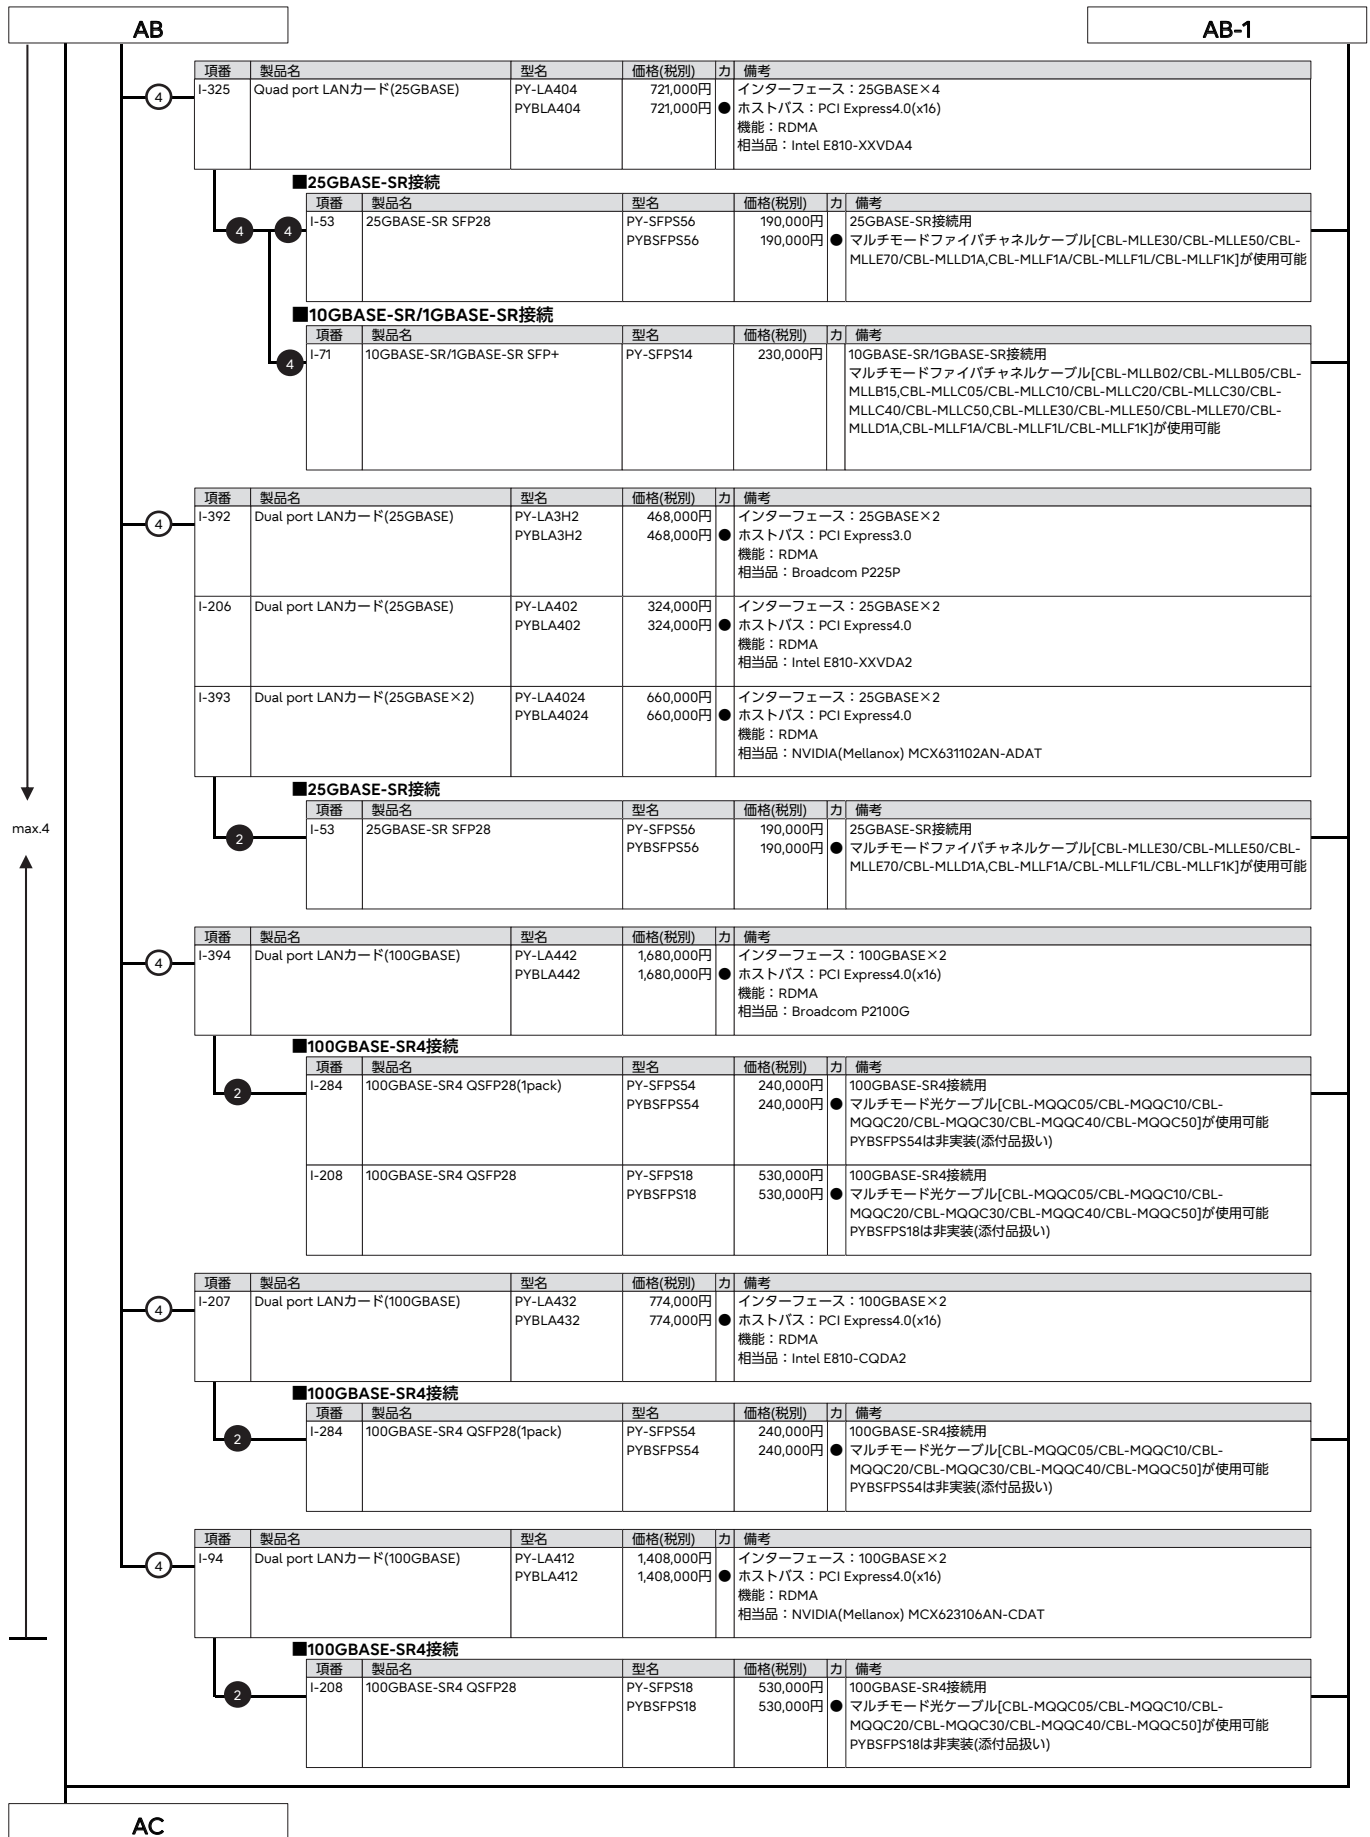 AB
AB-1
項番 製品名 型名 価格(税別) カ 備考
4
I-325 Quad port LANカード(25GBASE) PY-LA404 721,000円 インターフェース：25GBASE×4
PYBLA404 721,000円 ● ホストバス：PCI Express4.0(x16)
機能：RDMA
相当品：Intel E810-XXVDA4
■25GBASE-SR接続
項番 製品名 型名 価格(税別) カ 備考
4 4 I-53 25GBASE-SR SFP28 PY-SFPS56 190,000円 25GBASE-SR接続用
PYBSFPS56 190,000円 ● マルチモードファイバチャネルケーブル[CBL-MLLE30/CBL-MLLE50/CBL-
MLLE70/CBL-MLLD1A,CBL-MLLF1A/CBL-MLLF1L/CBL-MLLF1K]が使用可能
■10GBASE-SR/1GBASE-SR接続
項番 製品名 型名 価格(税別) カ 備考
4 I-71 10GBASE-SR/1GBASE-SR SFP+ PY-SFPS14 230,000円 10GBASE-SR/1GBASE-SR接続用
マルチモードファイバチャネルケーブル[CBL-MLLB02/CBL-MLLB05/CBL-
MLLB15,CBL-MLLC05/CBL-MLLC10/CBL-MLLC20/CBL-MLLC30/CBL-
MLLC40/CBL-MLLC50,CBL-MLLE30/CBL-MLLE50/CBL-MLLE70/CBL-
MLLD1A,CBL-MLLF1A/CBL-MLLF1L/CBL-MLLF1K]が使用可能
項番 製品名 型名 価格(税別) カ 備考
4 I-392 Dual port LANカード(25GBASE) PY-LA3H2 468,000円 インターフェース：25GBASE×2
PYBLA3H2 468,000円 ● ホストバス：PCI Express3.0
機能：RDMA
相当品：Broadcom P225P
I-206 Dual port LANカード(25GBASE) PY-LA402 324,000円 インターフェース：25GBASE×2
PYBLA402 324,000円 ● ホストバス：PCI Express4.0
機能：RDMA
相当品：Intel E810-XXVDA2
I-393 Dual port LANカード(25GBASE×2) PY-LA4024 660,000円 インターフェース：25GBASE×2
PYBLA4024 660,000円 ● ホストバス：PCI Express4.0
機能：RDMA
相当品：NVIDIA(Mellanox) MCX631102AN-ADAT
■25GBASE-SR接続
項番 製品名 型名 価格(税別) カ 備考
max.4
2 I-53 25GBASE-SR SFP28 PY-SFPS56 190,000円 25GBASE-SR接続用
PYBSFPS56 190,000円 ● マルチモードファイバチャネルケーブル[CBL-MLLE30/CBL-MLLE50/CBL-
MLLE70/CBL-MLLD1A,CBL-MLLF1A/CBL-MLLF1L/CBL-MLLF1K]が使用可能
項番 製品名 型名 価格(税別) カ 備考
4 I-394 Dual port LANカード(100GBASE) PY-LA442 1,680,000円 インターフェース：100GBASE×2
PYBLA442 1,680,000円 ● ホストバス：PCI Express4.0(x16)
機能：RDMA
相当品：Broadcom P2100G
■100GBASE-SR4接続
項番 製品名 型名 価格(税別) カ 備考
2 I-284 100GBASE-SR4 QSFP28(1pack) PY-SFPS54 240,000円 100GBASE-SR4接続用
PYBSFPS54 240,000円 ● マルチモード光ケーブル[CBL-MQQC05/CBL-MQQC10/CBL-
MQQC20/CBL-MQQC30/CBL-MQQC40/CBL-MQQC50]が使用可能
PYBSFPS54は非実装(添付品扱い)
I-208 100GBASE-SR4 QSFP28 PY-SFPS18 530,000円 100GBASE-SR4接続用
PYBSFPS18 530,000円 ● マルチモード光ケーブル[CBL-MQQC05/CBL-MQQC10/CBL-
MQQC20/CBL-MQQC30/CBL-MQQC40/CBL-MQQC50]が使用可能
PYBSFPS18は非実装(添付品扱い)
項番 製品名 型名 価格(税別) カ 備考
4 I-207 Dual port LANカード(100GBASE) PY-LA432 774,000円 インターフェース：100GBASE×2
PYBLA432 774,000円 ● ホストバス：PCI Express4.0(x16)
機能：RDMA
相当品：Intel E810-CQDA2
■100GBASE-SR4接続
項番 製品名 型名 価格(税別) カ 備考
2 I-284 100GBASE-SR4 QSFP28(1pack) PY-SFPS54 240,000円 100GBASE-SR4接続用
PYBSFPS54 240,000円 ● マルチモード光ケーブル[CBL-MQQC05/CBL-MQQC10/CBL-
MQQC20/CBL-MQQC30/CBL-MQQC40/CBL-MQQC50]が使用可能
PYBSFPS54は非実装(添付品扱い)
項番 製品名 型名 価格(税別) カ 備考
4 I-94 Dual port LANカード(100GBASE) PY-LA412 1,408,000円 インターフェース：100GBASE×2
PYBLA412 1,408,000円 ● ホストバス：PCI Express4.0(x16)
機能：RDMA
相当品：NVIDIA(Mellanox) MCX623106AN-CDAT
■100GBASE-SR4接続
項番 製品名 型名 価格(税別) カ 備考
2 I-208 100GBASE-SR4 QSFP28 PY-SFPS18 530,000円 100GBASE-SR4接続用
PYBSFPS18 530,000円 ● マルチモード光ケーブル[CBL-MQQC05/CBL-MQQC10/CBL-
MQQC20/CBL-MQQC30/CBL-MQQC40/CBL-MQQC50]が使用可能
PYBSFPS18は非実装(添付品扱い)
AC